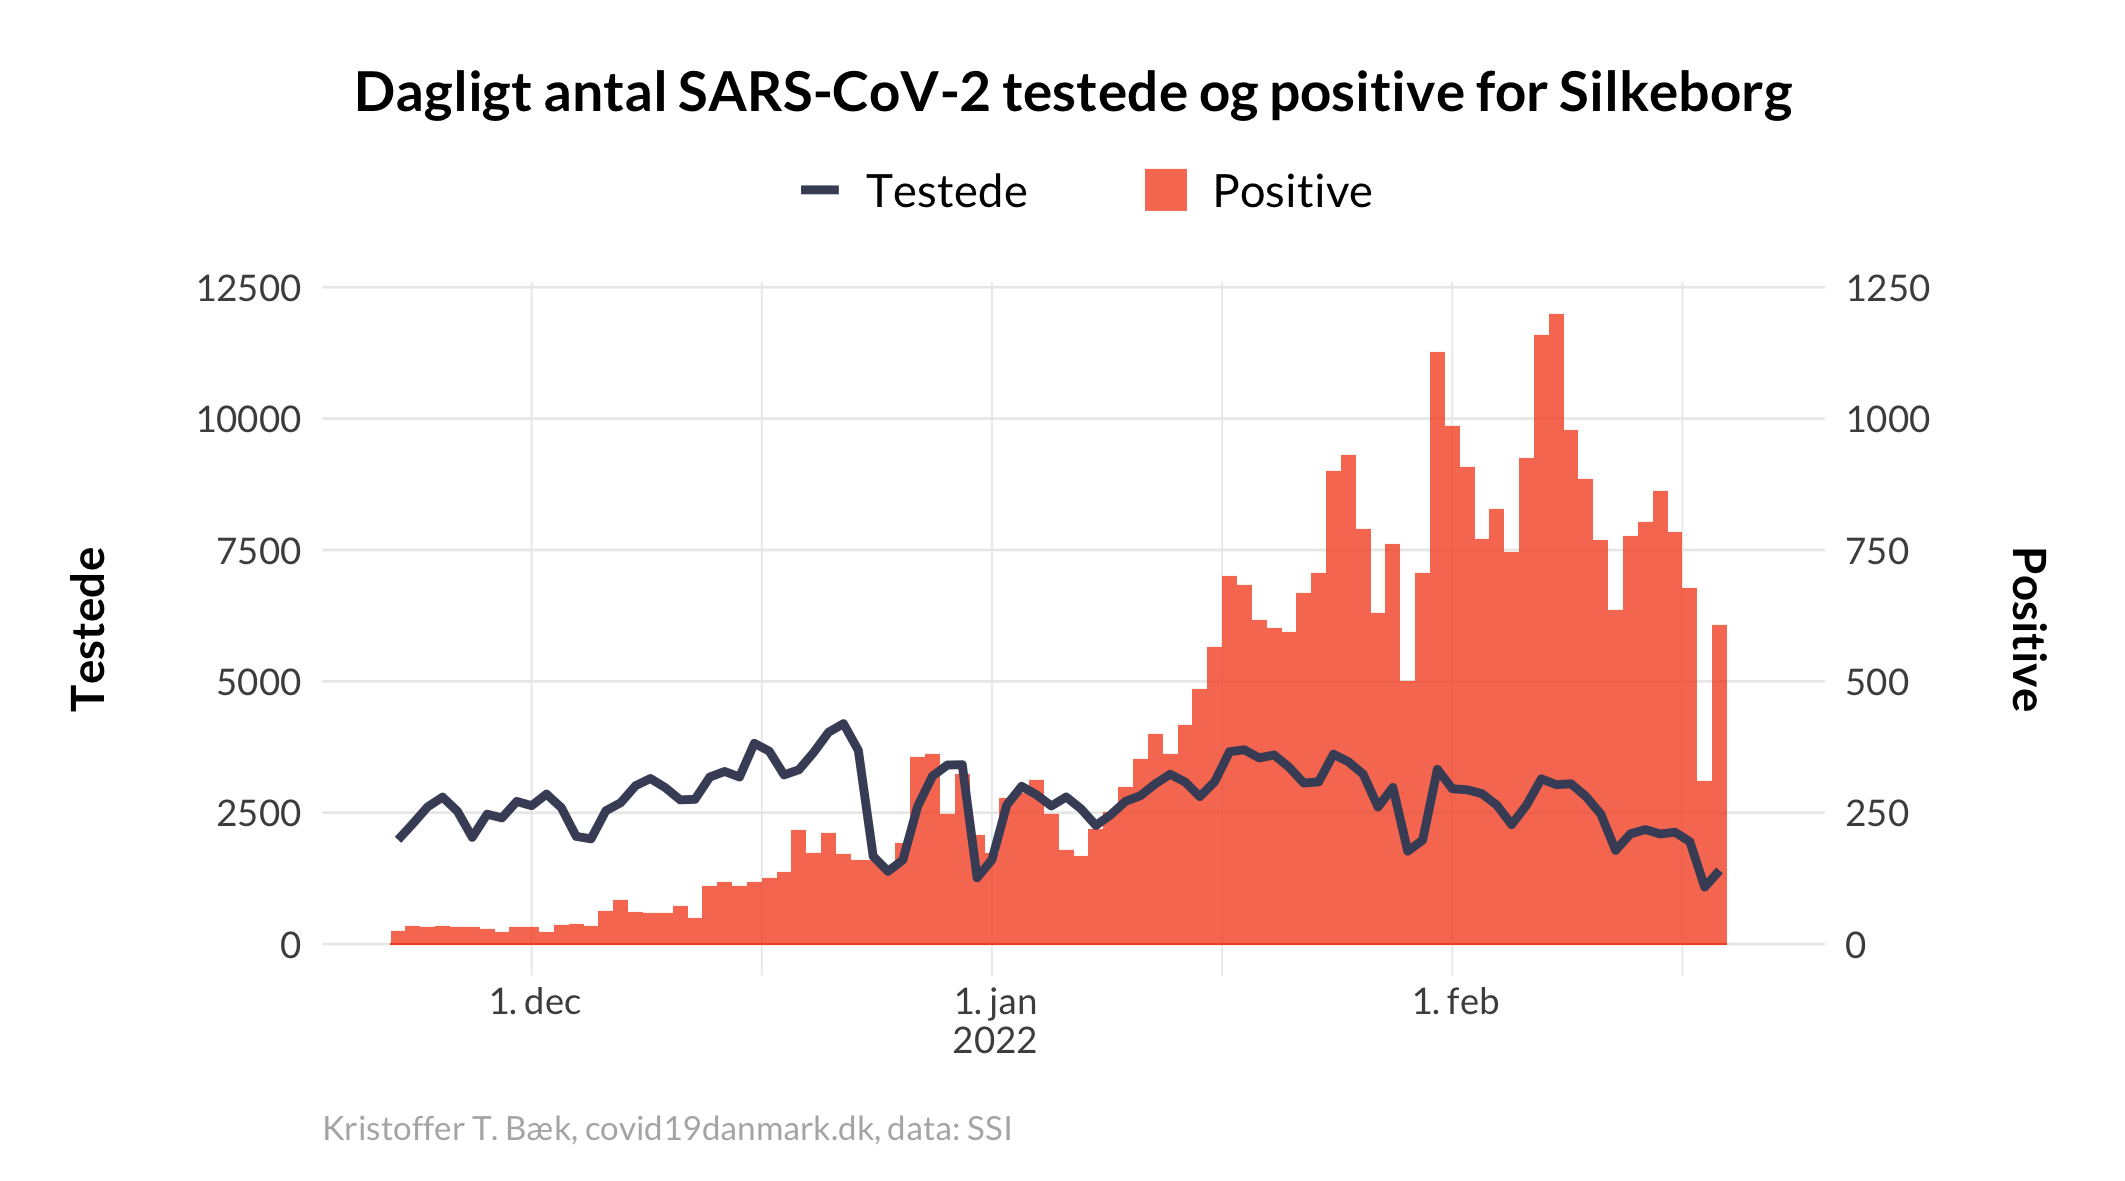 Dagligt antal SARS-CoV-2 testede og positive for Silkeborg
Testede
Positive
12500
10000
7500
5000
2500
0
Testede
1250
1000
750
500
250
0
Positive
1. dec
1. jan
2022
1. feb
Kristoffer T. Bæk, covid19danmark.dk, data: SSI